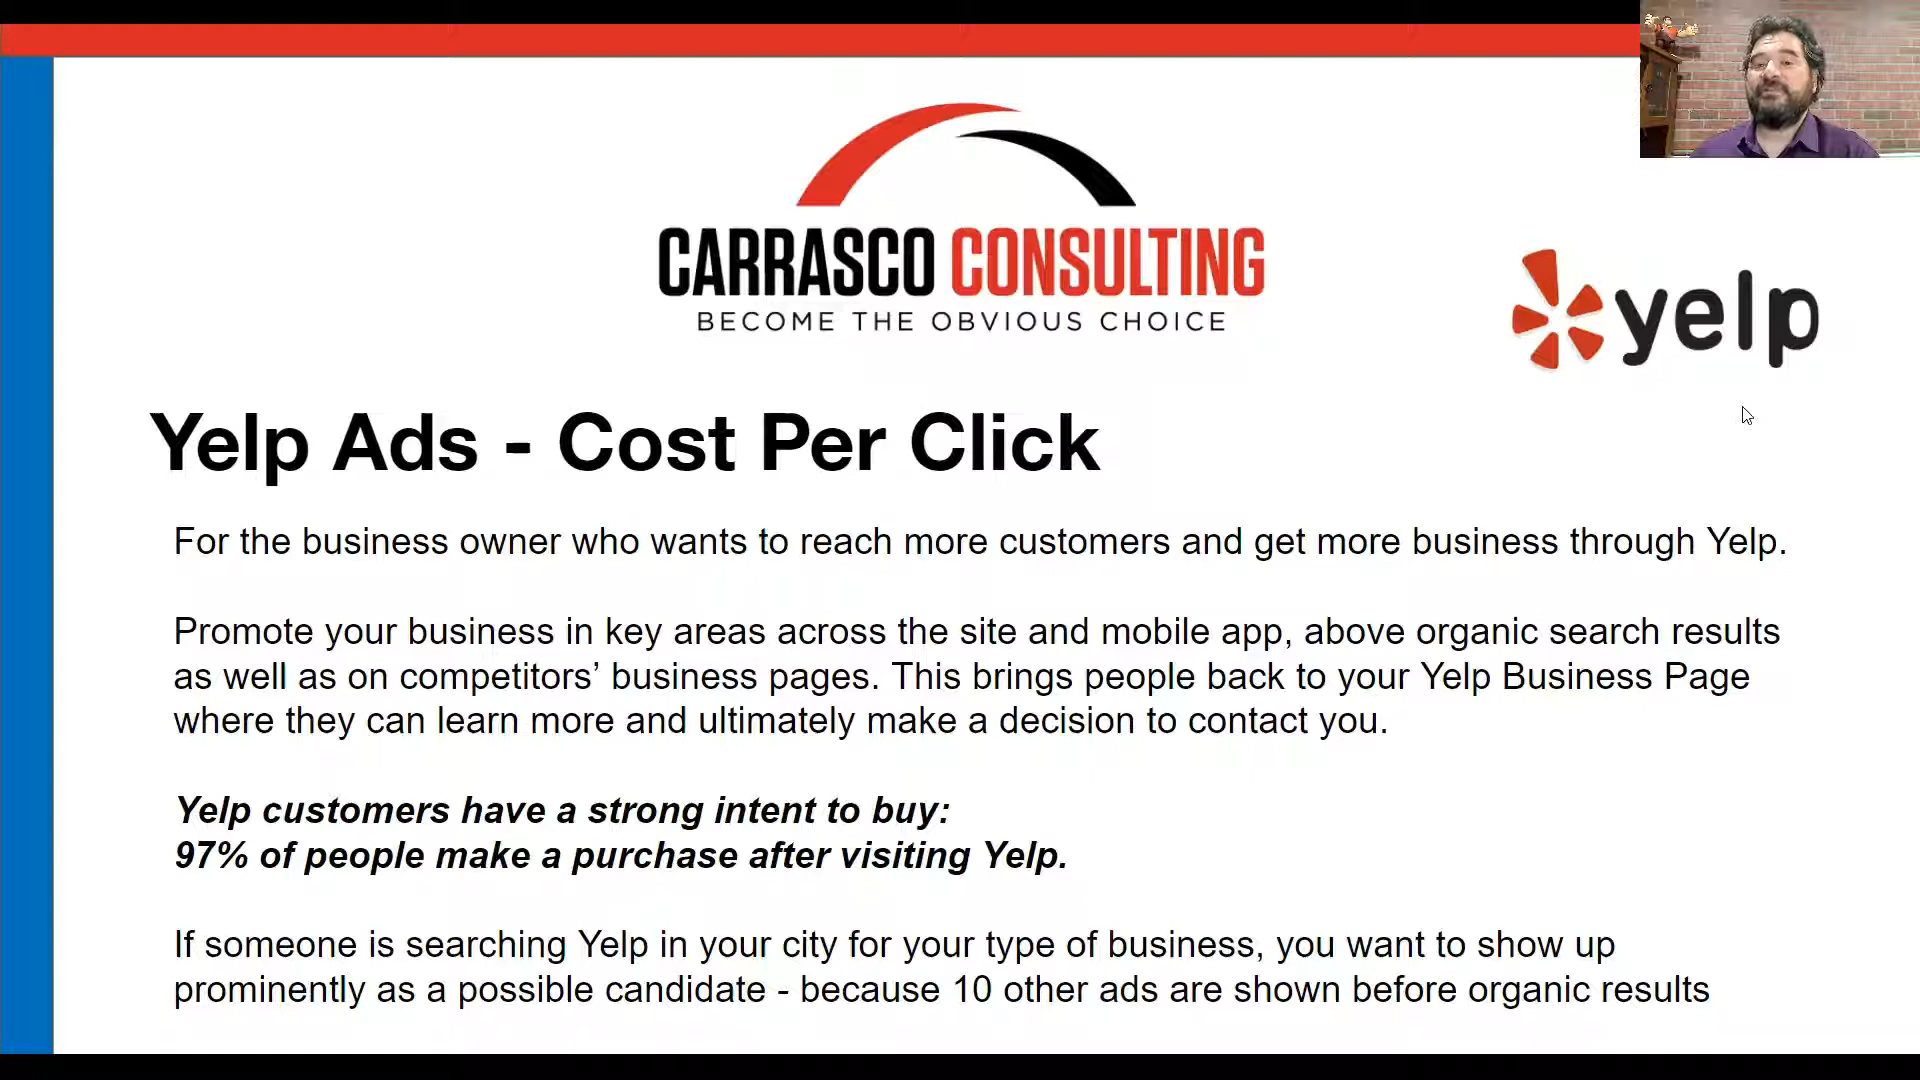 CARRASCO CONSULTING
BECOME THE OBVIOUS CHOICE
yelp
Yelp Ads - Cost Per Click
For the business owner who wants to reach more customers and get more business through Yelp.
Promote your business in key areas across the site and mobile app, above organic search results
as well as on competitors’ business pages. This brings people back to your Yelp Business Page
where they can learn more and ultimately make a decision to contact you.
Yelp customers have a strong intent to buy:
97% of people make a purchase after visiting Yelp.
If someone is searching Yelp in your city for your type of business, you want to show up
prominently as a possible candidate - because 10 other ads are shown before organic results